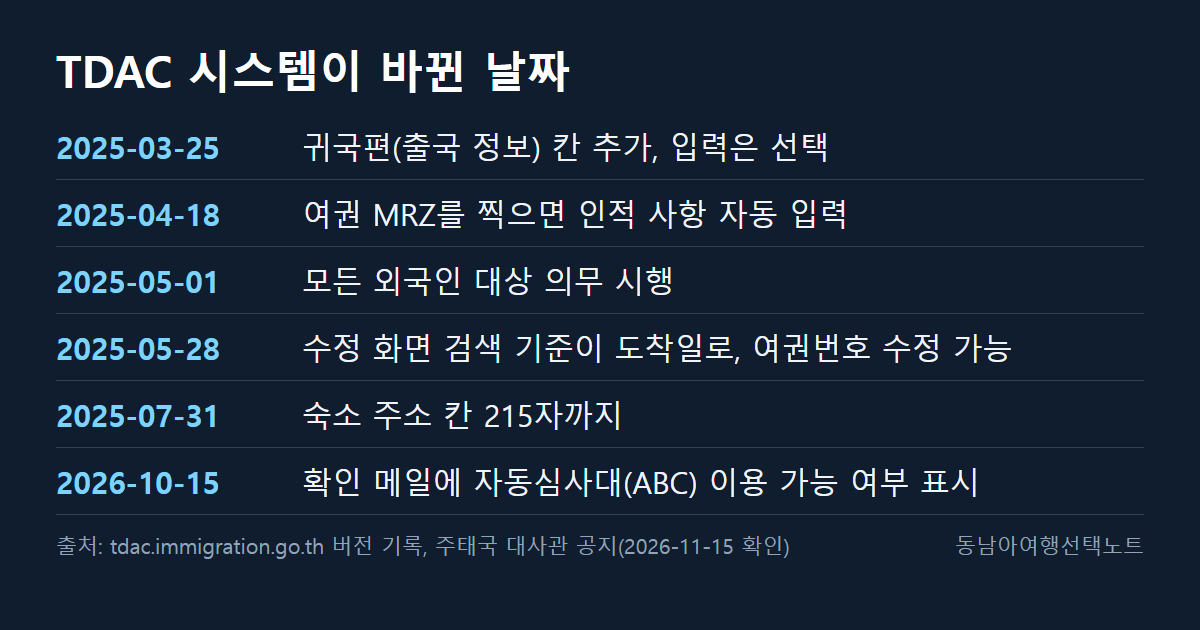 TDAC 시스템이 바뀐 날짜
2025-03-25 귀국편(출국 정보) 칸 추가, 입력은 선택
2025-04-18 여권 MRZ를 찍으면 인적 사항 자동 입력
2025-05-01 모든 외국인 대상 의무 시행
2025-05-28 수정 화면 검색 기준이 도착일로, 여권번호 수정 가능
2025-07-31 숙소 주소 칸 215자까지
2026-10-15 확인 메일에 자동심사대(ABC) 이용 가능 여부 표시
출처: tdac.immigration.go.th 버전 기록, 주태국 대사관 공지(2026-11-15 확인) 동남아여행선택노트